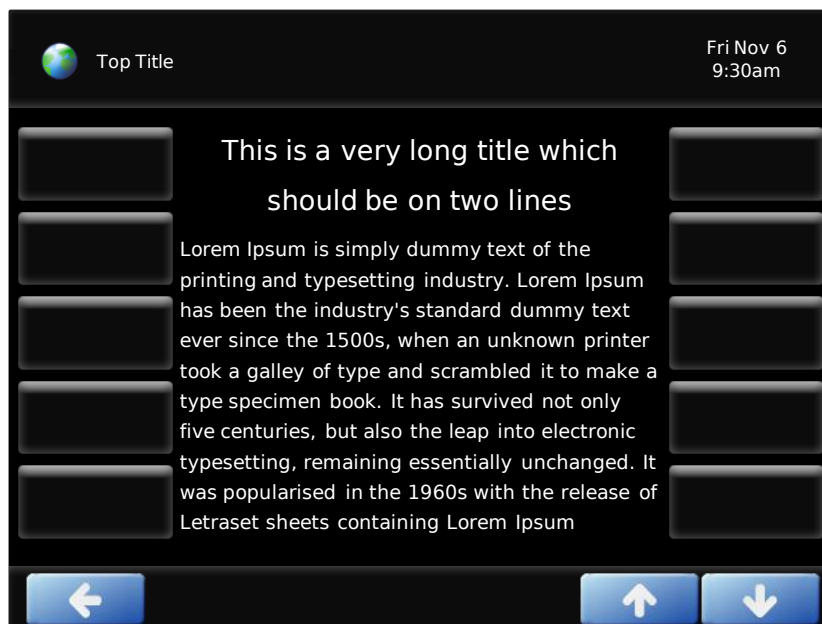 Top Title
Fri Nov 6
9:30am
This is a very long title which
should be on two lines
Lorem Ipsum is simply dummy text of the
printing and typesetting industry. Lorem Ipsum
has been the industry's standard dummy text
ever since the 1500s, when an unknown printer
took a galley of type and scrambled it to make a
type specimen book. It has survived not only
five centuries, but also the leap into electronic
typesetting, remaining essentially unchanged. It
was popularised in the 1960s with the release of
Letraset sheets containing Lorem Ipsum